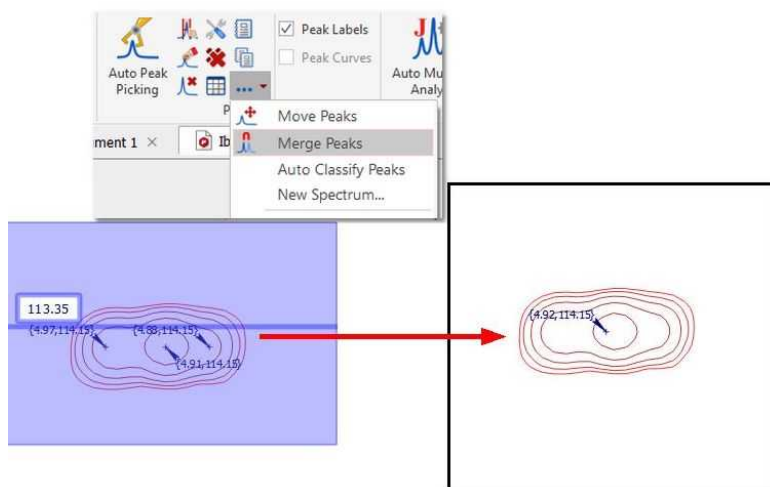 Peak Labels
Peak Curves
Auto Peak
Picking
Auto Mu
Analy
P
Move Peaks
ment 1 ×
Ib
Merge Peaks
Auto Classify Peaks
New Spectrum...
113.35
{4.97,114.15}
{4.88,114.15}
{4.91,114.15}
{4.92,114.15}